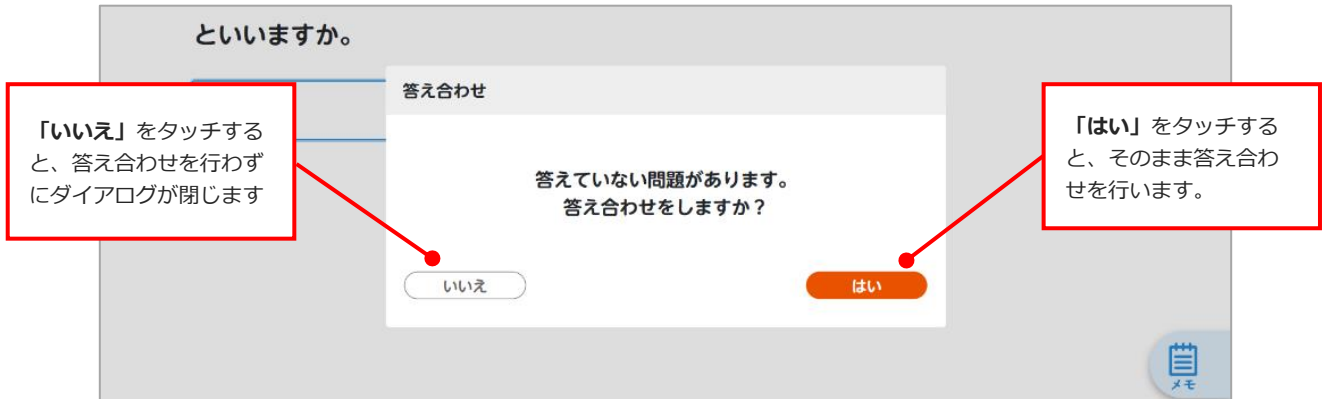 といいますか。
答え合わせ
「いいえ」をタッチする
と、答え合わせを行わず
にダイアログが閉じます
「はい」をタッチする
と、そのまま答え合わ
せを行います。
答えていない問題があります。
答え合わせをしますか？
いいえ
はい
メモ